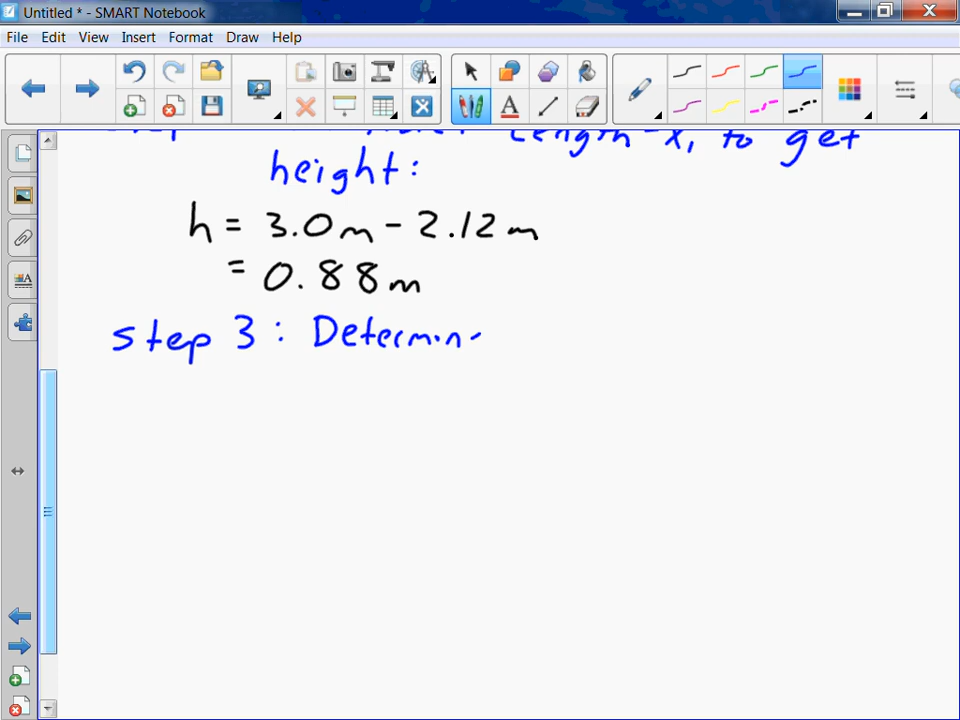 Untitled * - SMART Notebook
File Edit View Insert Format Draw Help
Length - x, to get
height:
h = 3.0m - 2.12m
= 0.88m
Step 3: Determin